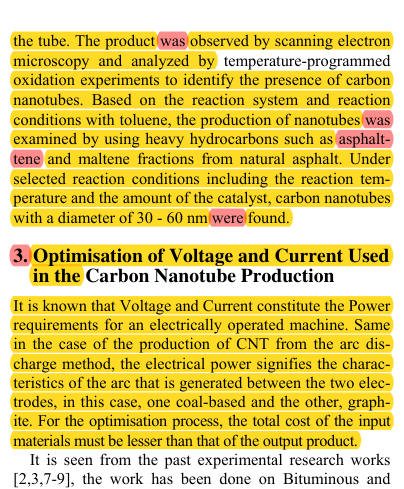 the tube. The product was observed by scanning electron
microscopy and analyzed by temperature-programmed
oxidation experiments to identify the presence of carbon
nanotubes. Based on the reaction system and reaction
conditions with toluene, the production of nanotubes was
examined by using heavy hydrocarbons such as asphalt-
tene and maltene fractions from natural asphalt. Under
selected reaction conditions including the reaction tem-
perature and the amount of the catalyst, carbon nanotubes
with a diameter of 30 - 60 nm were found.
3. Optimisation of Voltage and Current Used
in the Carbon Nanotube Production
It is known that Voltage and Current constitute the Power
requirements for an electrically operated machine. Same
in the case of the production of CNT from the arc dis-
charge method, the electrical power signifies the charac-
teristics of the arc that is generated between the two elec-
trodes, in this case, one coal-based and the other, graph-
ite. For the optimisation process, the total cost of the input
materials must be lesser than that of the output product.
It is seen from the past experimental research works
[2,3,7-9], the work has been done on Bituminous and